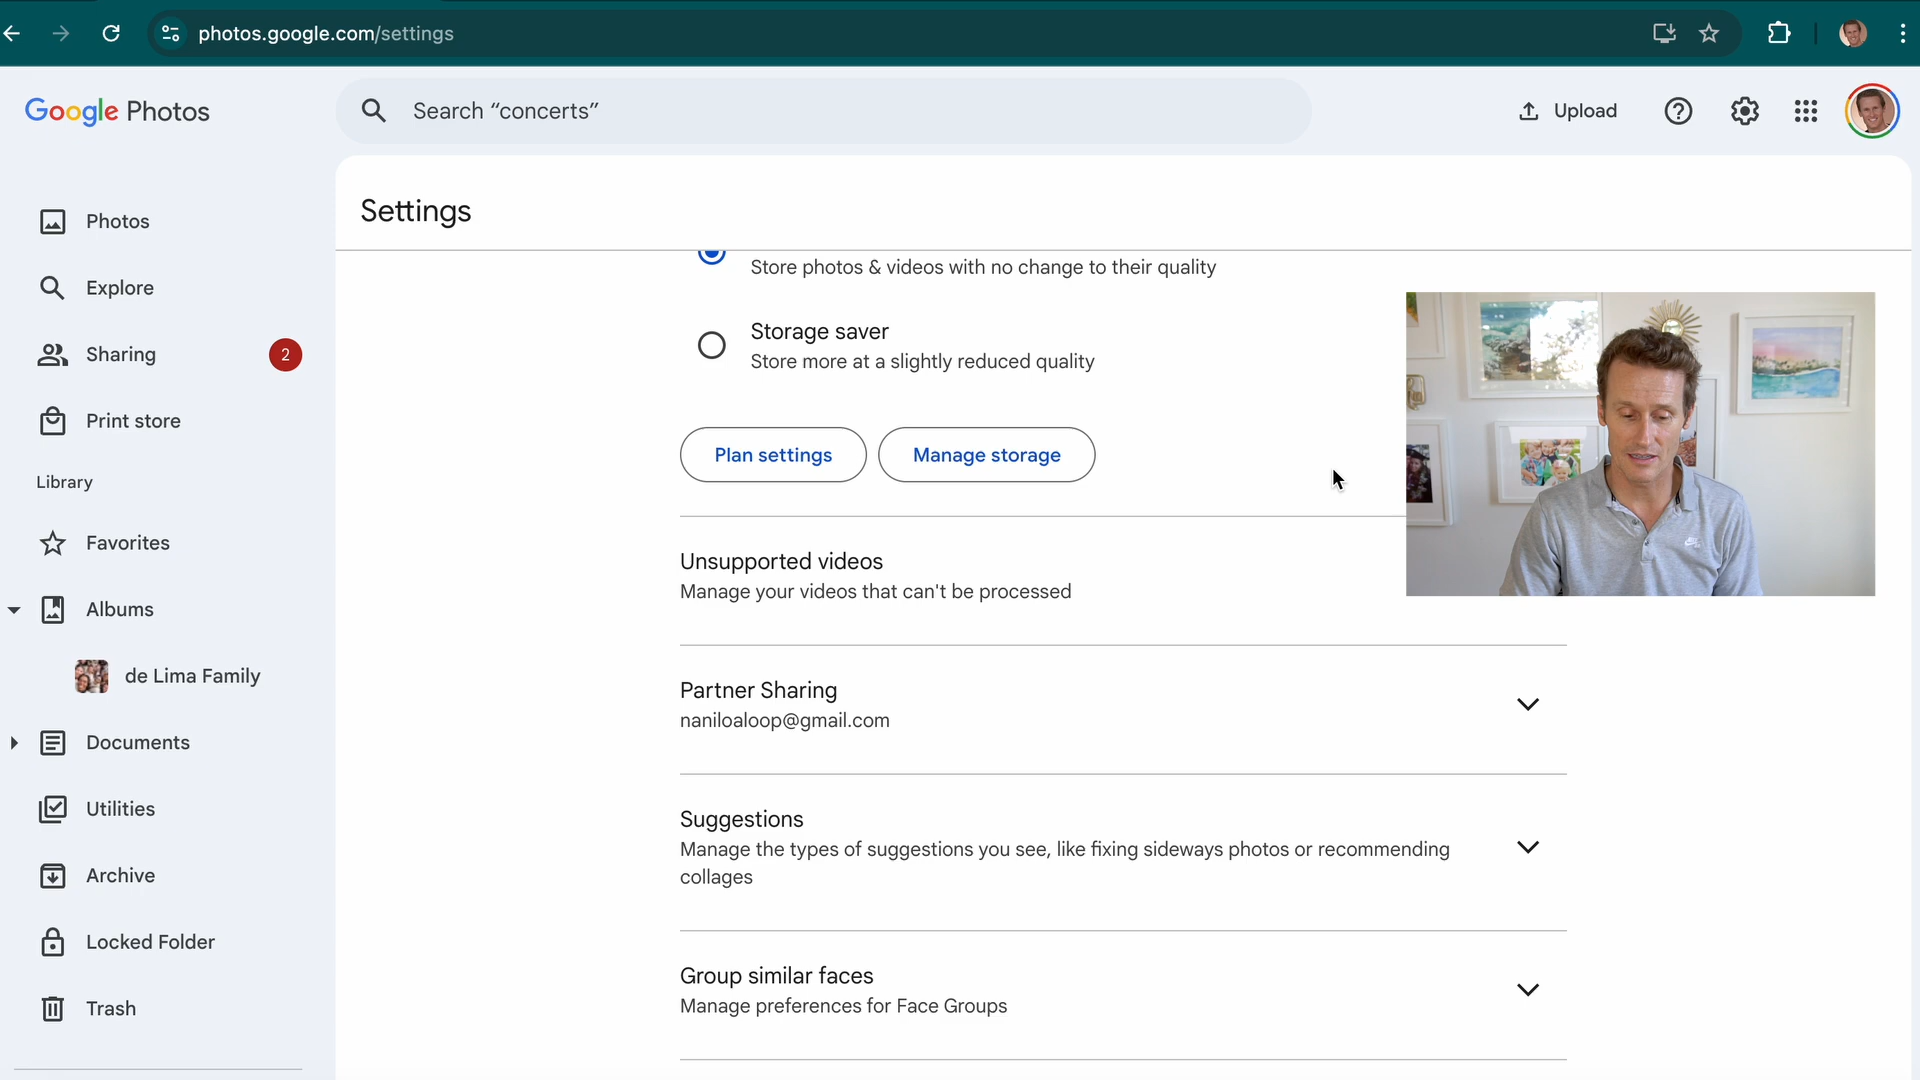 photos.google.com/settings
Google Photos
Search “concerts”
Upload
Settings
Photos
Explore
Sharing
2
Print store
Library
Favorites
Albums
de Lima Family
Documents
Utilities
Archive
Locked Folder
Trash
Store photos & videos with no change to their quality
Storage saver
Store more at a slightly reduced quality
Plan settings
Manage storage
Unsupported videos
Manage your videos that can't be processed
Partner Sharing
naniloaloop@gmail.com
Suggestions
Manage the types of suggestions you see, like fixing sideways photos or recommending
collages
Group similar faces
Manage preferences for Face Groups